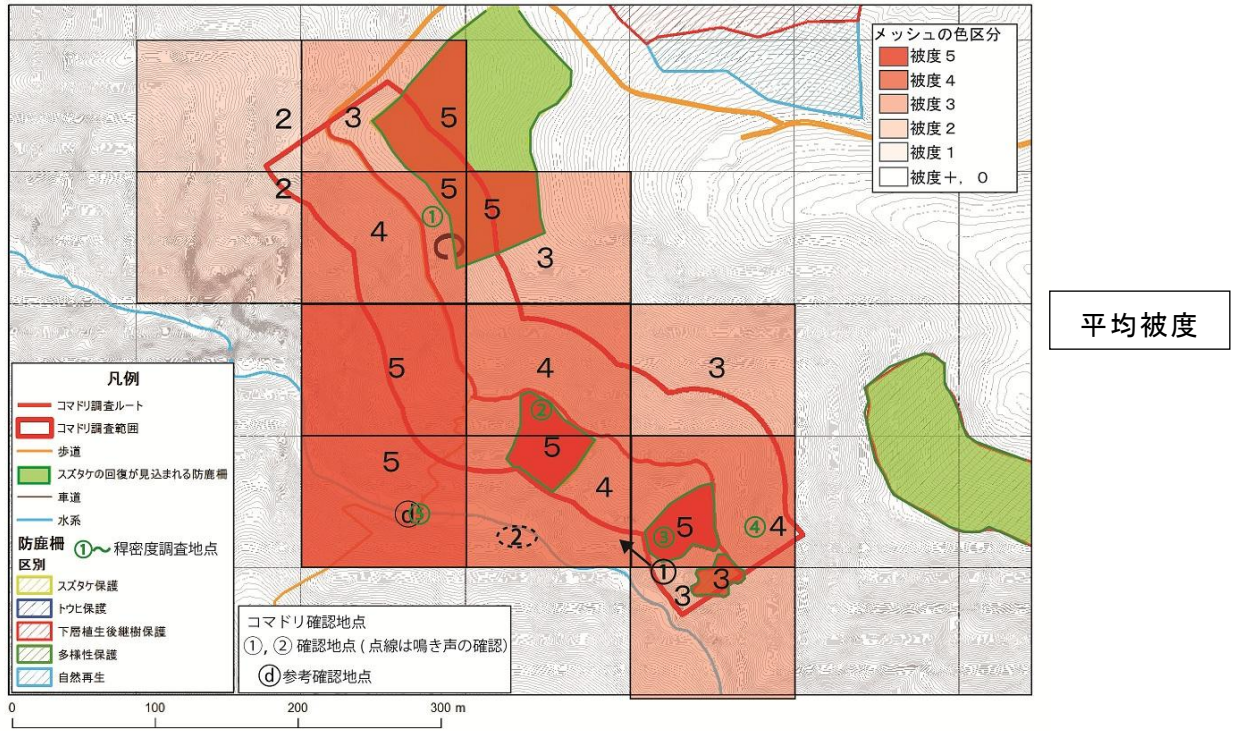 メッシュの色区分
被度５
被度４
被度３
被度２
被度１
被度＋，０
2
3
5
2
5
①
4
5
C
3
平均被度
5
4
3
②
5
5
4
ⓓ
⑤
2
5
③
④
4
①
3
3
凡例
コマドリ調査ルート
コマドリ調査範囲
歩道
スズタケの回復が見込まれる防鹿柵
車道
水系
防鹿柵
区別
①～稈密度調査地点
スズタケ保護
トウヒ保護
下層植生後継樹保護
多様性保護
自然再生
コマドリ確認地点
①，② 確認地点（点線は鳴き声の確認）
ⓓ参考確認地点
0 100 200 300 m